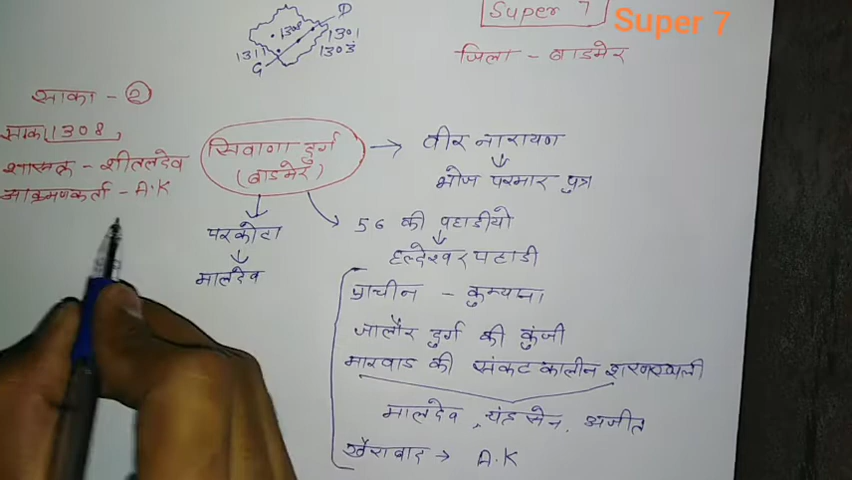 Super 7
Super 7
D
1308
1301
1303
131
G
जिला - बाडमेर
साका - 2
साका 1308
शासक - शीतलदेव
आक्रमणकर्ता - A.K
सिवाणा दुर्ग
(बाडमेर)
→ वीर नारायण
भोज परमार पुत्र
परकोटा
मालदेव
56 की पहाडीयो
हल्देश्वर पहाडी
प्राचीन -
जालौर दुर्ग की कुंजी
मारवाड की संकट कालीन शरणस्थली
मालदेव, चंद्रसेन, अजीत
खैराबाद → A.K